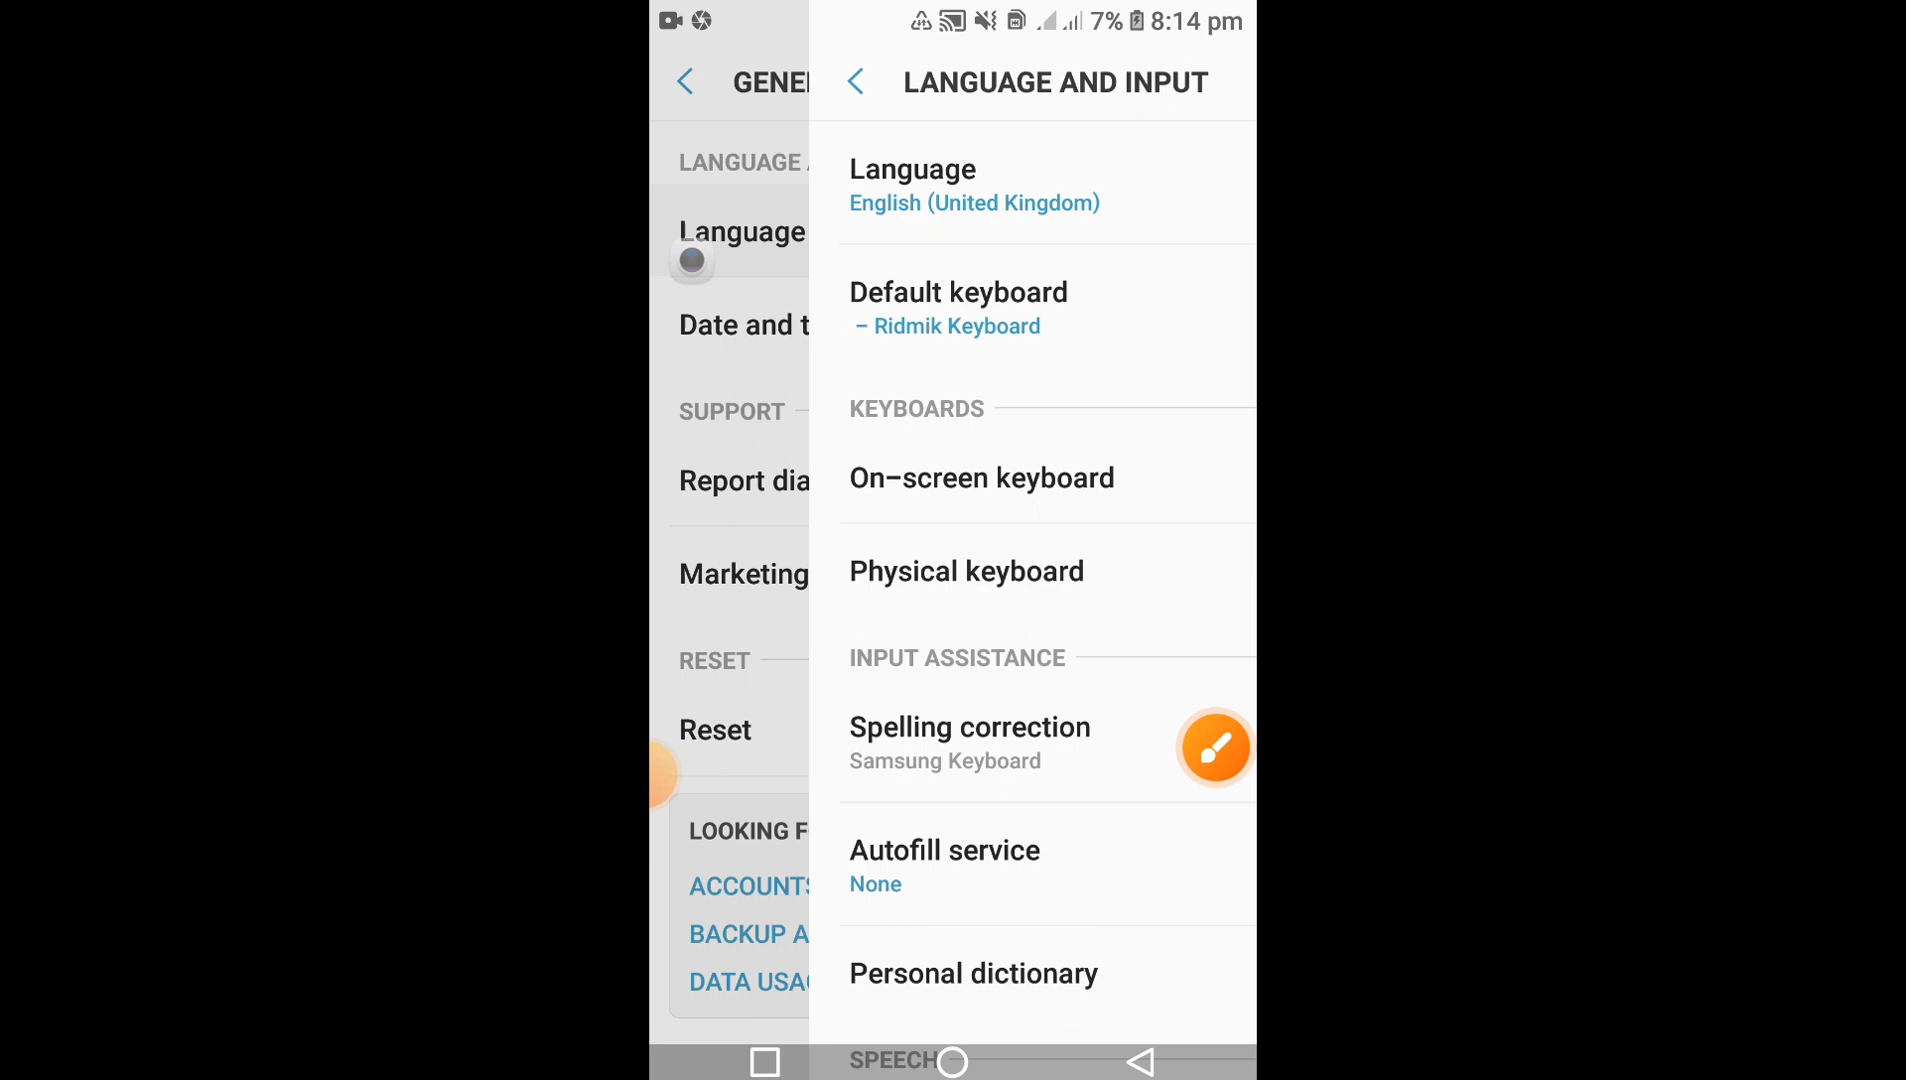 7% 8:14 pm
GENE
LANGUAGE A
Language
Date and t
SUPPORT
Report dia
Marketing
RESET
Reset
LOOKING F
ACCOUNTS
BACKUP A
DATA USA
LANGUAGE AND INPUT
Language
English (United Kingdom)
Default keyboard
– Ridmik Keyboard
KEYBOARDS
On-screen keyboard
Physical keyboard
INPUT ASSISTANCE
Spelling correction
Samsung Keyboard
Autofill service
None
Personal dictionary
SPEECH